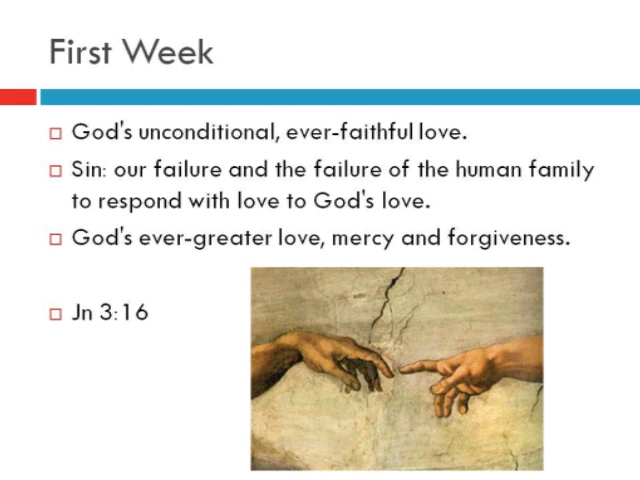 First Week
God's unconditional, ever-faithful love.
Sin: our failure and the failure of the human family
to respond with love to God's love.
God's ever-greater love, mercy and forgiveness.
Jn 3:16